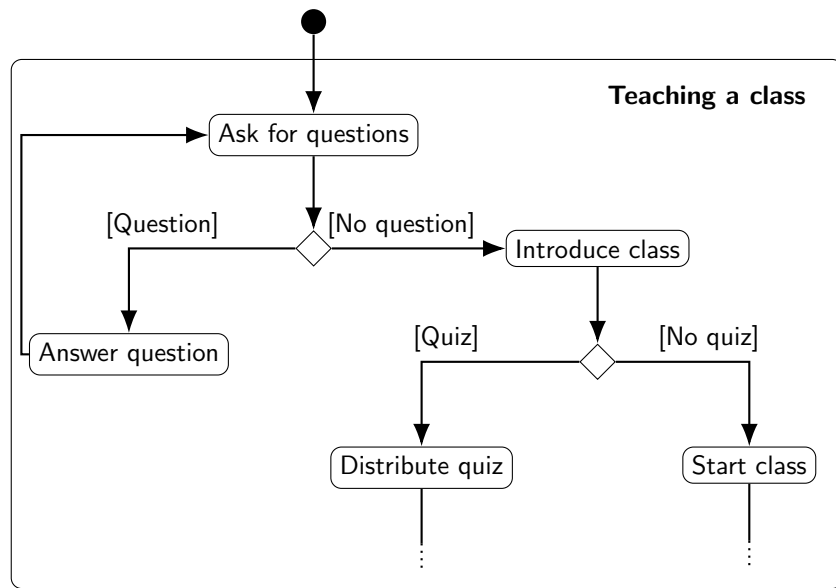 Teaching a class
Ask for questions
[Question]
[No question]
Introduce class
Answer question
[Quiz]
[No quiz]
Distribute quiz
Start class